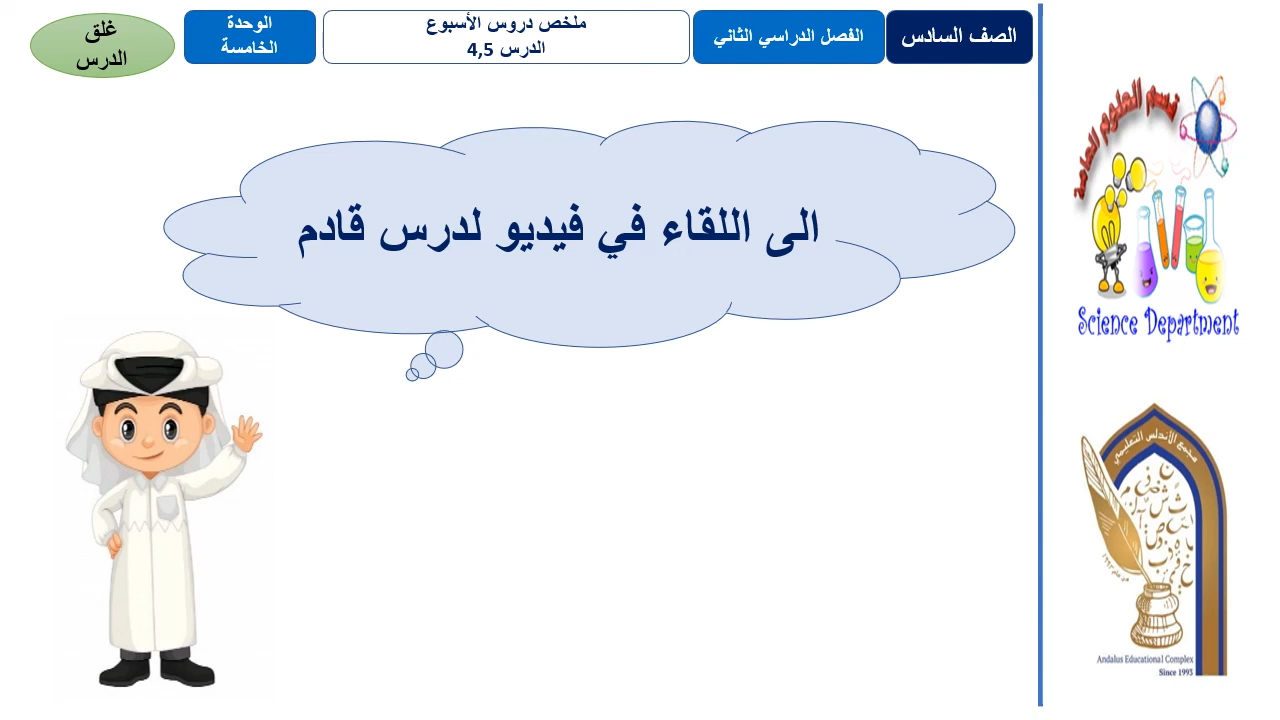 الصف السادس
الفصل الدراسي الثاني
ملخص دروس الأسبوع
الدرس 4,5
الوحدة
الخامسة
غلق
الدرس
الى اللقاء في فيديو لدرس قادم
قسم العلوم العامة
Science Department
مجمع الأندلس التعليمي
Andalus Educational Complex
Since 1993